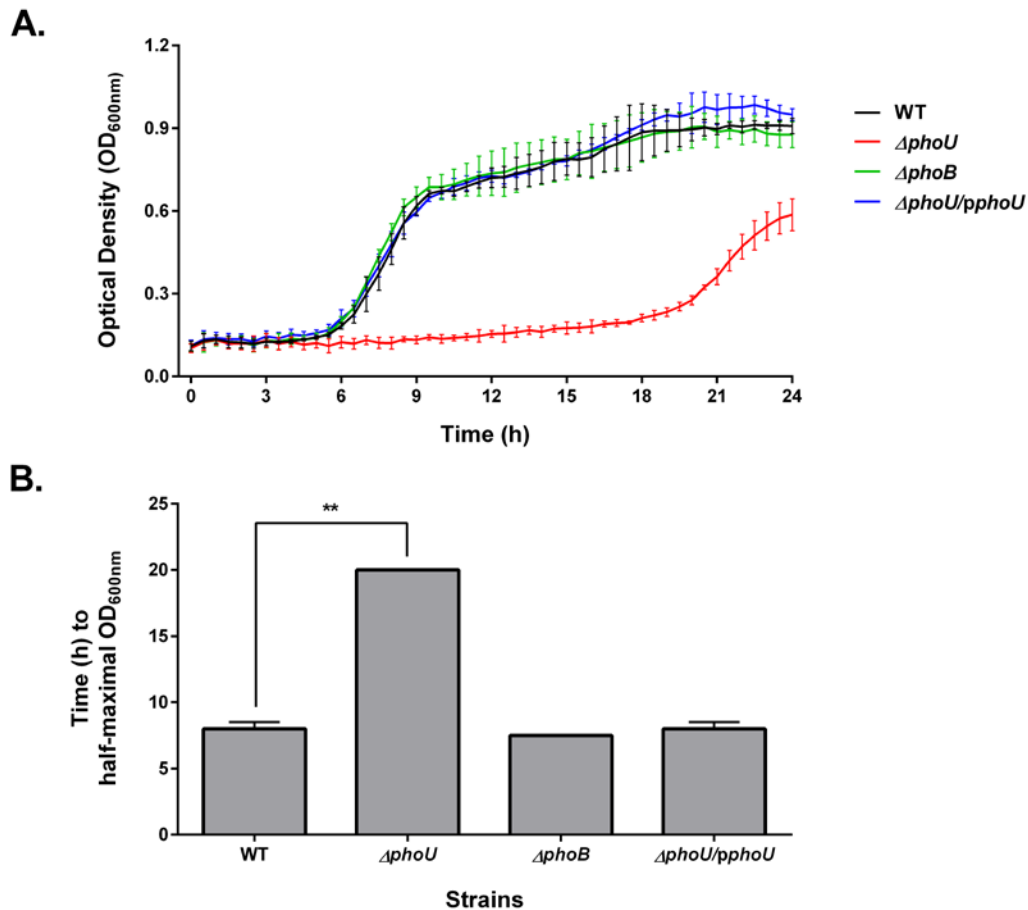 A.
1.2
0.9
0.6
0.3
0.0
Optical Density (OD600nm)
0 3 6 9 12 15 18 21 24
Time (h)
WT
ΔphoU
ΔphoB
ΔphoU/pphoU
B.
25
20
15
10
5
0
Time (h) to
half-maximal OD600nm
**
WT ΔphoU ΔphoB ΔphoU/pphoU
Strains